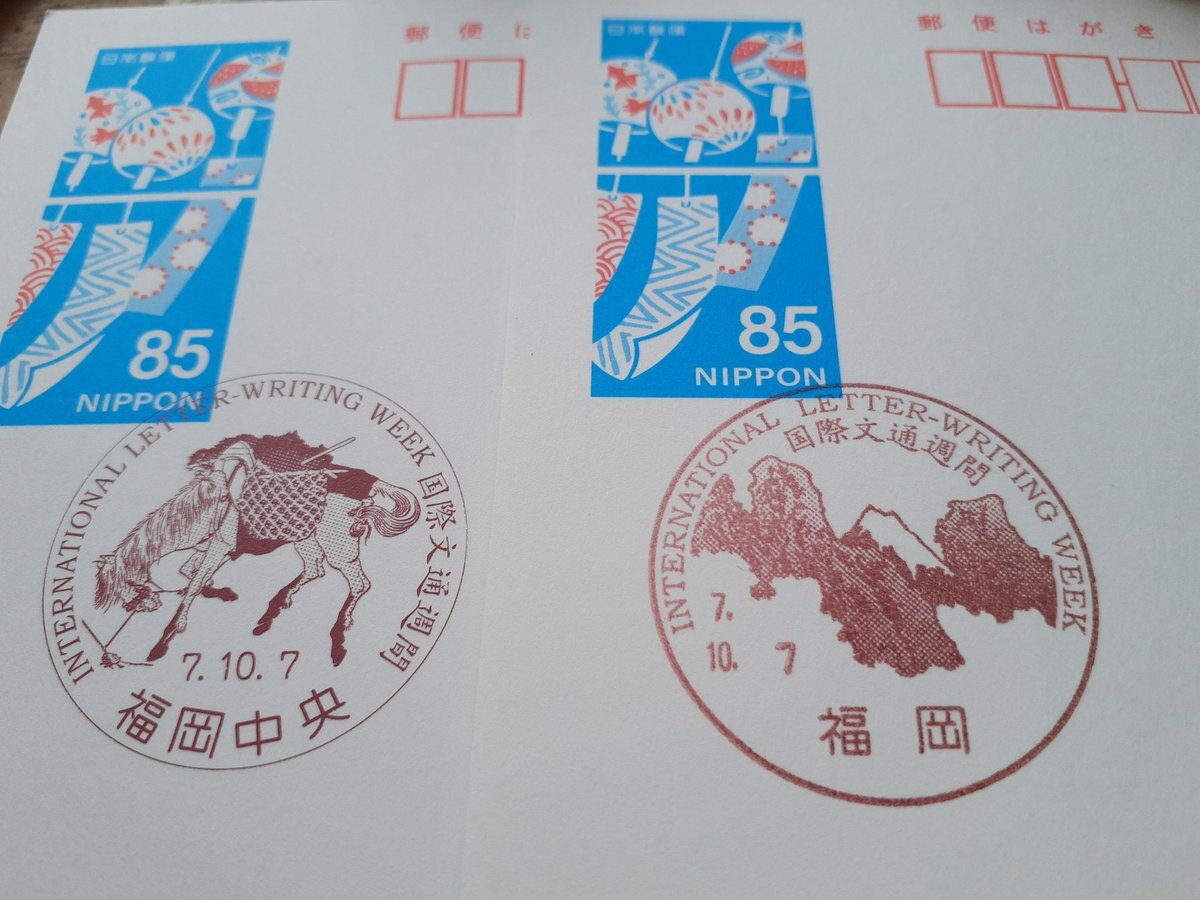 郵便は
日本郵便
85
NIPPON
INTERNATIONAL LETTER-WRITING WEEK 国際文通週間
7.10.7
福岡中央
郵便はがき
日本郵便
85
NIPPON
INTERNATIONAL LETTER-WRITING WEEK
国際文通週間
7.
10. 7
福岡